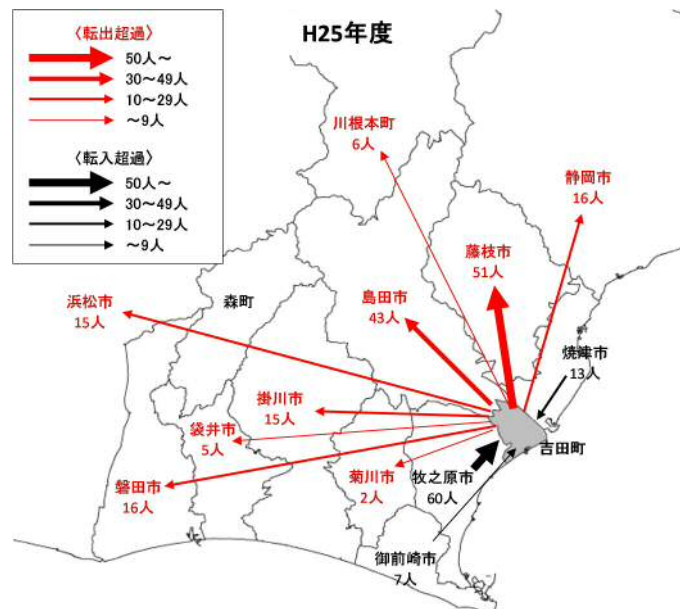 H25年度
〈転出超過〉
50人～
30～49人
10～29人
～9人
〈転入超過〉
50人～
30～49人
10～29人
～9人
川根本町
6人
静岡市
16人
藤枝市
51人
島田市
43人
浜松市
15人
森町
焼津市
13人
掛川市
15人
袋井市
5人
吉田町
磐田市
16人
菊川市
2人
牧之原市
60人
御前崎市
7人